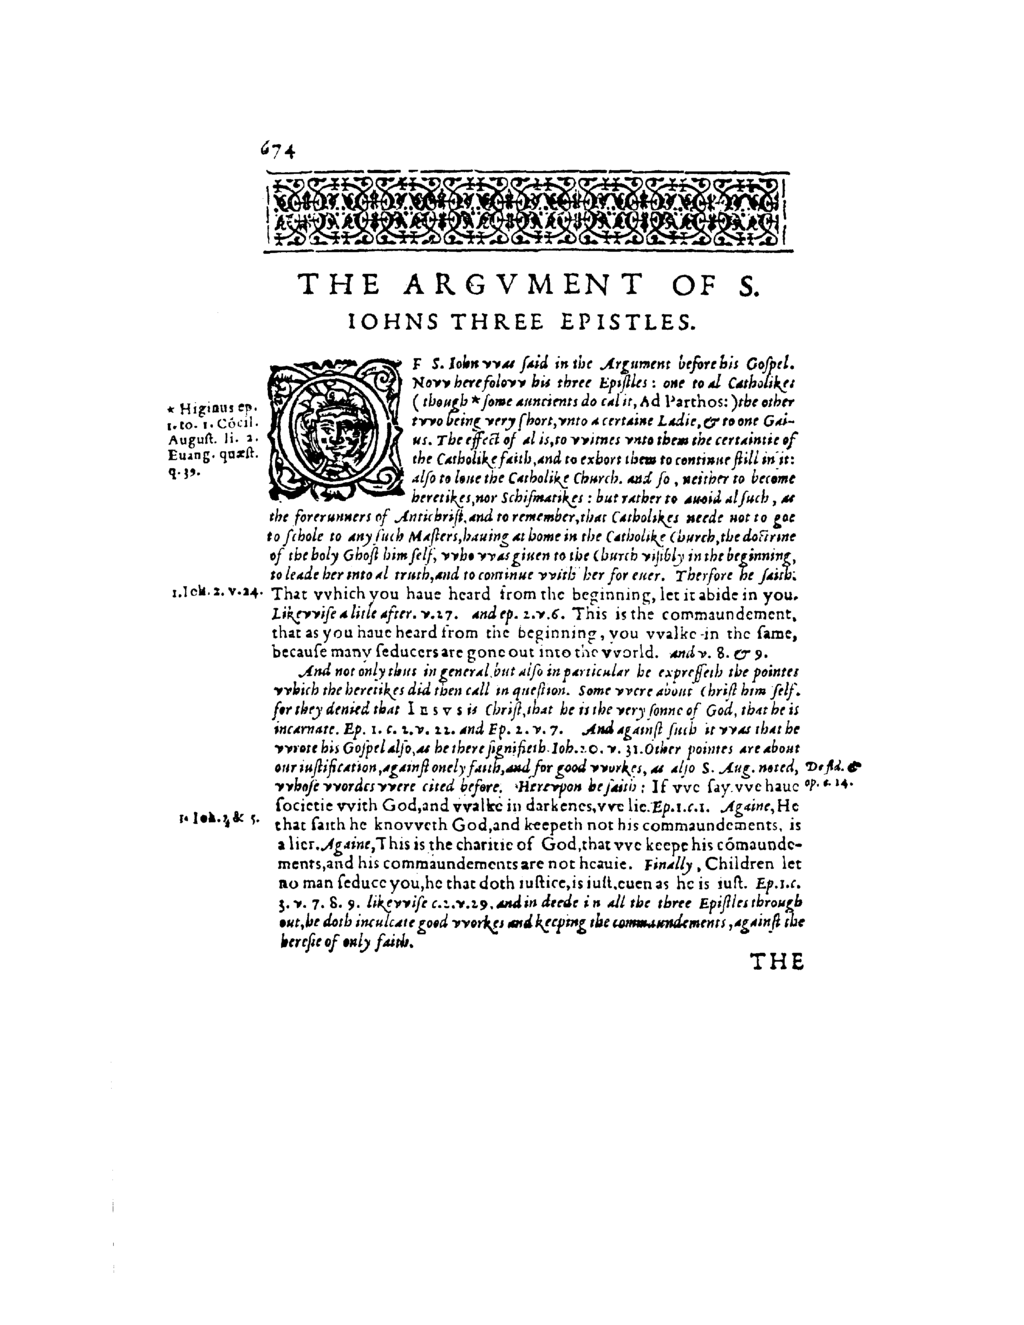 674
THE ARGVMENT OF S.
IOHNS THREE EPISTLES.
OF S. Iohn vvas ſaid in the Argument before his Goſpel.
Novv here folovv his three Epiſtles: one to al Catholikes
(though * ſome auncients do cal it, Ad Parthos:) the other
tvvo being very ſhort, vnto a certaine Ladie, & to one Gai-
us. The effect of al is, to vvitnes vnto them the certaintie of
the Catholike faith, and to exhort them to continue ſtill in it:
alſo to loue the Catholike Church. and ſo, neither to become
heretikes, nor Schiſmatikes: but rather to auoid al ſuch, as
the forerunners of Antichriſt, and to remember, that Catholikes neede not to goe
to ſchole to any ſuch Maſters, hauing at home in the Catholike Church, the doctrine
of the holy Ghoſt him ſelf, vvho vvas giuen to the Church viſibly in the beginning,
to leade her into al truth, and to continue vvith her for euer. Therfore he ſaith:
That vvhich you haue heard from the beginning, let it abide in you.
Likevviſe a litle after. v. 27. and ep. 2. v. 6. This is the commaundement,
that as you haue heard from the beginning, you vvalke in the ſame,
becauſe many ſeducers are gone out into the vvorld. and v. 8. & 9.
And not only thus in general, but alſo in particular he expreſſeth the pointes
vvhich the heretikes did then call in queſtion. Some vvere about Chriſt him ſelf.
for they denied that IESVS is Chriſt, that he is the very ſonne of God, that he is
incarnate. Ep. 1. c. 2. v. 22. and Ep. 2. v. 7. And againſt ſuch it vvas that he
vvrote his Goſpel alſo, as he there ſignifieth. Ioh. 20. v. 31. Other pointes are about
our iuſtification, againſt onely faith, and for good vvorkes, as alſo S. Aug. noted,
vvhoſe vvordes vvere cited before. Herevpon he ſaith: If vve ſay vve haue
ſocietie vvith God, and vvalke in darkenes, vve lie. Ep. 1. c. 1. Againe, He
that ſaith he knovveth God, and keepeth not his commaundements, is
a lier. Againe, This is the charitie of God, that vve keepe his cōmaunde-
ments, and his commaundements are not heauie. Finally, Children let
no man ſeduce you, he that doth iuſtice, is iuſt, euen as he is iuſt. Ep. 1. c.
3. v. 7. 8. 9. likevviſe c. 2. v. 29. and in deede in all the three Epiſtles through
out, he doth inculcate good vvorkes and keeping the commaundements, againſt the
hereſie of only faith.
THE
* Higinus ep.
1. to. 1. Cōcil.
Auguſt. li. 2.
Euang. quæſt.
q. 39.
1. Ioh. 2. v. 24.
De fid. &
op. c. 14.
1. Ioh. 2 & 5.